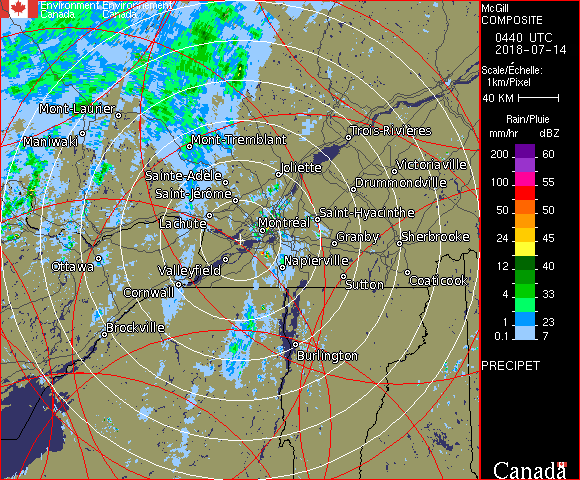 Environment Environnement
Canada Canada
McGill
COMPOSITE
0440 UTC
2018-07-14
Scale/Échelle:
1km/Pixel
40 KM
Rain/Pluie
mm/hr dBZ
200 60
100 55
50 50
24 45
12 40
4 33
1 23
0.1 7
PRECIPET
Mont-Laurier
Maniwaki
Mont-Tremblant
Trois-Rivières
Joliette
Victoriaville
Sainte-Adèle
Drummondville
Saint-Jérôme
Saint-Hyacinthe
Lachute
Montréal
Granby
Sherbrooke
Ottawa
Valleyfield
Napierville
Sutton
Coaticook
Cornwall
Brockville
Burlington
Canada